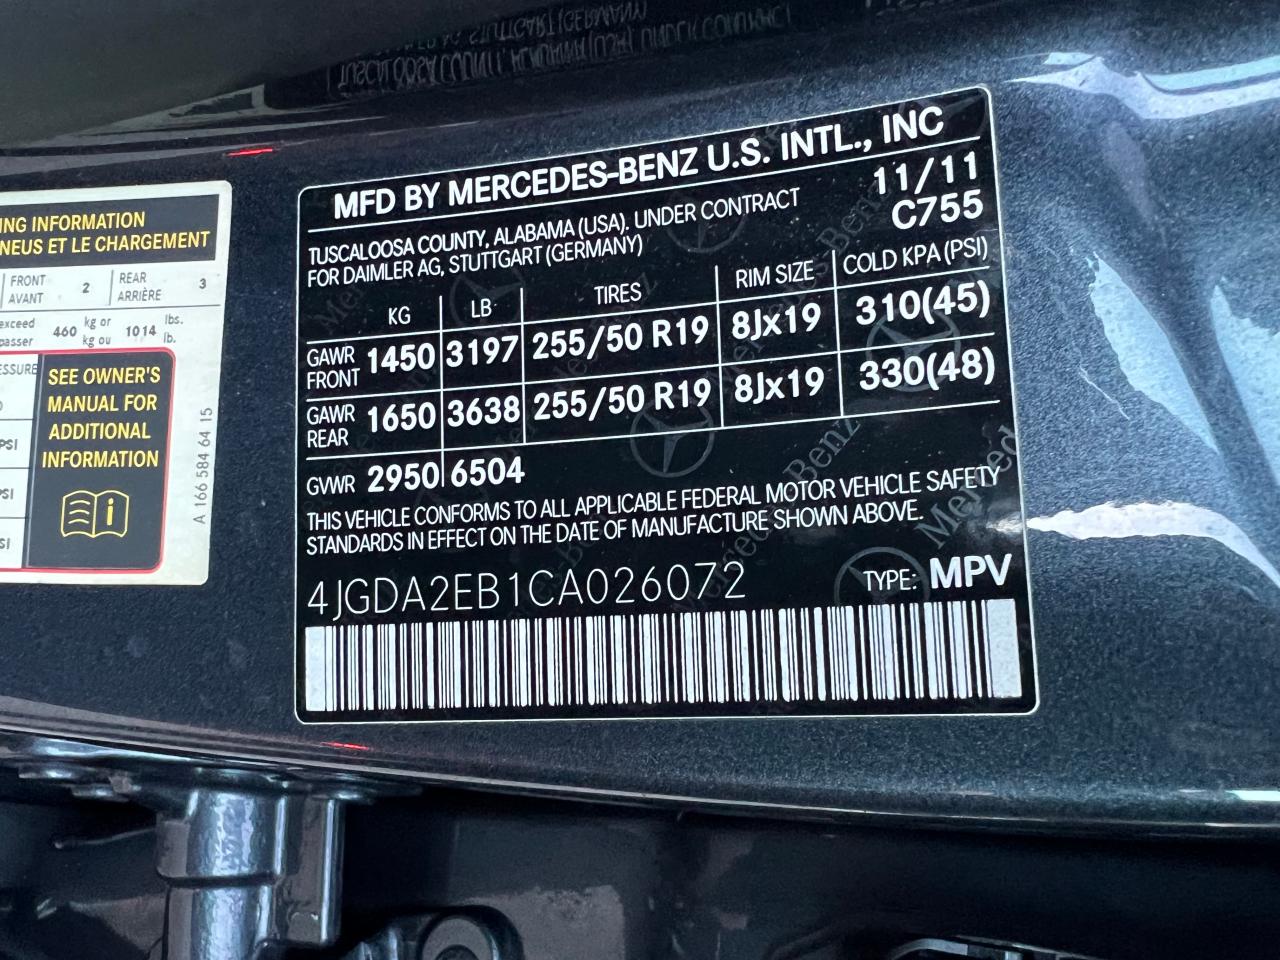 ING INFORMATION
NEUS ET LE CHARGEMENT
FRONT
AVANT
2
REAR
ARRIÈRE
3
exceed
passer
460
kg or
kg ou
1014
lbs.
lb.
ESSURE
SEE OWNER'S
MANUAL FOR
ADDITIONAL
INFORMATION
PSI
PSI
SI
A 166 584 64 15
MFD BY MERCEDES-BENZ U.S. INTL., INC
TUSCALOOSA COUNTY, ALABAMA (USA). UNDER CONTRACT
FOR DAIMLER AG, STUTTGART (GERMANY)
11/11
C755
KG LB TIRES RIM SIZE COLD KPA (PSI)
GAWR
FRONT
1450 3197 255/50 R19 8Jx19 310(45)
GAWR
REAR
1650 3638 255/50 R19 8Jx19 330(48)
GVWR 2950 6504
THIS VEHICLE CONFORMS TO ALL APPLICABLE FEDERAL MOTOR VEHICLE SAFETY
STANDARDS IN EFFECT ON THE DATE OF MANUFACTURE SHOWN ABOVE.
4JGDA2EB1CA026072 TYPE: MPV